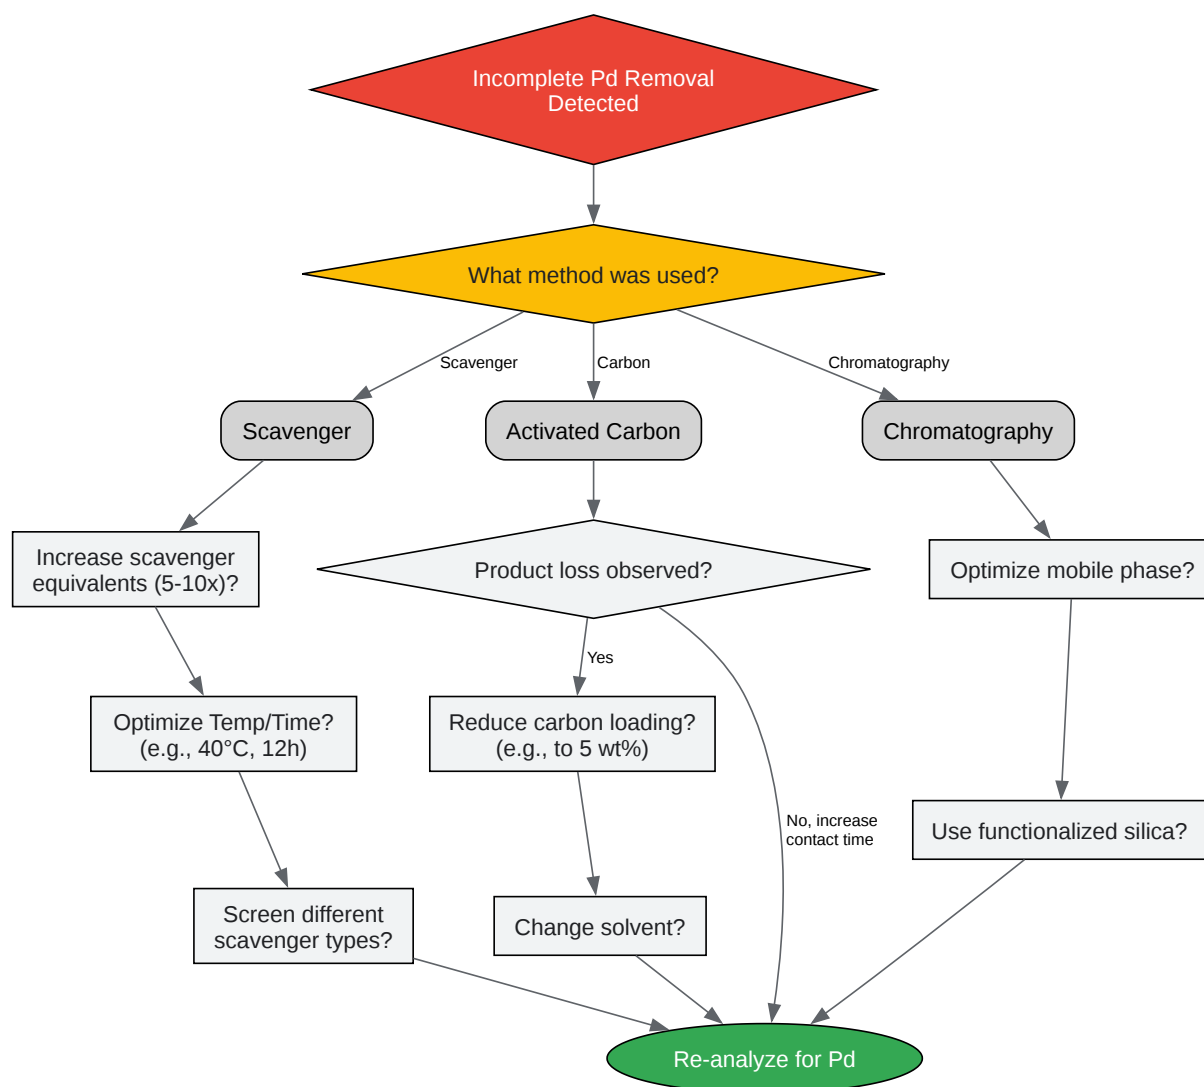 Incomplete Pd Removal
Detected
What method was used?
Scavenger
Carbon
Chromatography
Scavenger
Activated Carbon
Chromatography
Increase scavenger
equivalents (5-10x)?
Product loss observed?
Optimize mobile phase?
Yes
Optimize Temp/Time?
(e.g., 40°C, 12h)
Reduce carbon loading?
(e.g., to 5 wt%)
No, increase
contact time
Use functionalized silica?
Screen different
scavenger types?
Change solvent?
Re-analyze for Pd